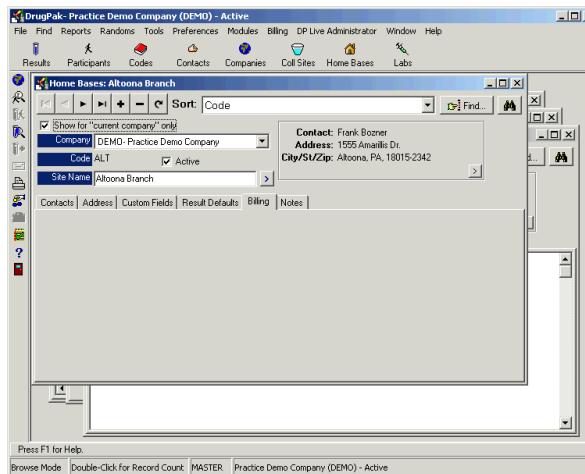 DrugPak- Practice Demo Company (DEMO) - Active
File Find Reports Randoms Tools Preferences Modules Billing DP Live Administrator Window Help
Results Participants Codes Contacts Companies Coll Sites Home Bases Labs
Home Bases: Altoona Branch
Sort: Code Find...
Show for "current company" only
Company DEMO- Practice Demo Company
Code ALT Active
Site Name Altoona Branch
Contact: Frank Bozner
Address: 1555 Amarillis Dr.
City/St/Zip: Altoona, PA, 18015-2342
Contacts Address Custom Fields Result Defaults Billing Notes
Press F1 for Help.
Browse Mode Double-Click for Record Count MASTER Practice Demo Company (DEMO) - Active